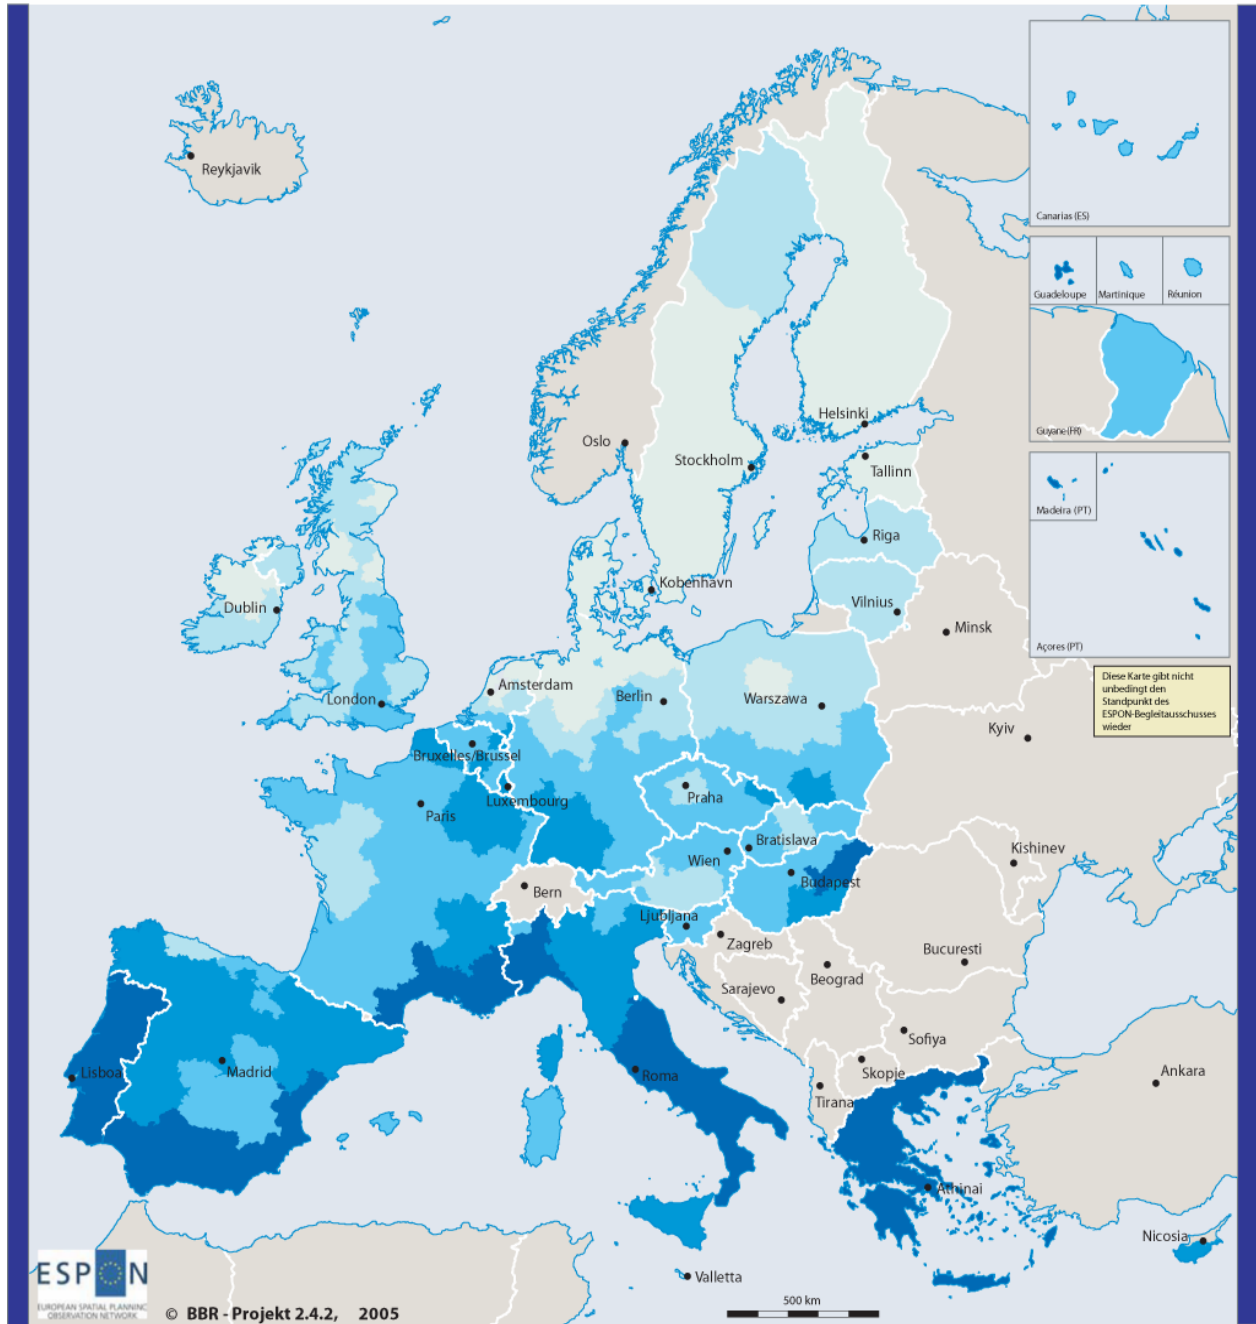 Reykjavik
Canarias (ES)
Guadeloupe
Martinique
Réunion
Guyane (FR)
Helsinki
Oslo
Stockholm
Tallinn
Madeira (PT)
Riga
Kobenhavn
Dublin
Vilnius
Minsk
Açores (PT)
Amsterdam
Berlin
Warszawa
London
Diese Karte gibt nicht
unbedingt den
Standpunkt des
ESPON-Begleitausschusses
wieder
Kyiv
Bruxelles/Brussel
Luxembourg
Praha
Paris
Bratislava
Wien
Kishinev
Budapest
Bern
Ljubljana
Zagreb
Bucuresti
Beograd
Sarajevo
Sofiya
Lisboa
Madrid
Roma
Skopje
Ankara
Tirana
Athinai
Nicosia
Valletta
ESPON
EUROPEAN SPATIAL PLANNING
OBSERVATION NETWORK
© BBR - Projekt 2.4.2, 2005
500 km